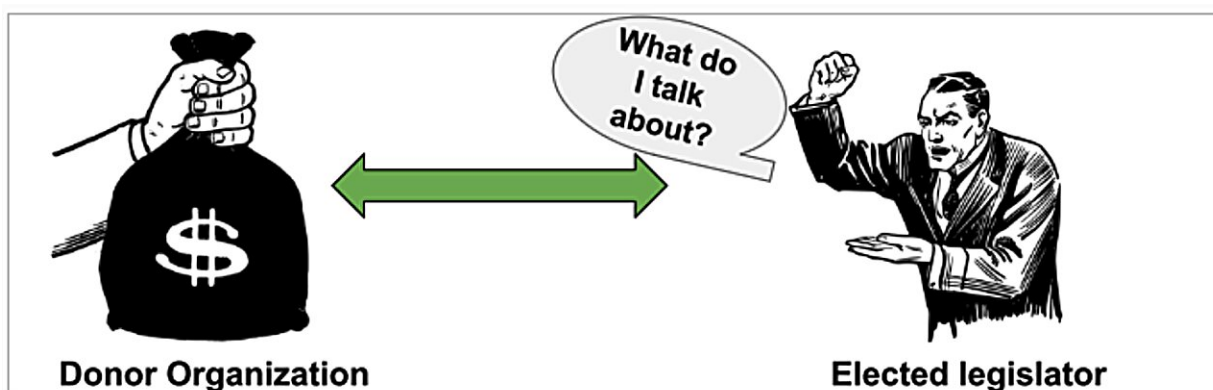 What do
I talk
about?
$
Donor Organization
Elected legislator